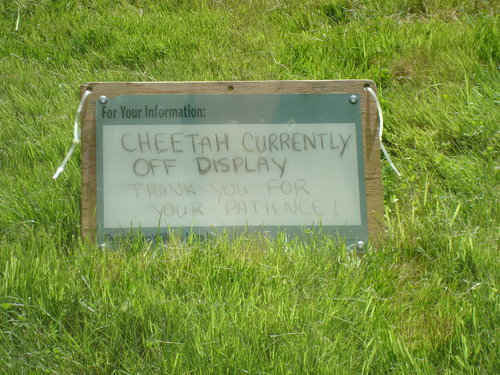 For Your Information:
CHEETAH CURRENTLY
OFF DISPLAY
THANK YOU FOR
YOUR PATIENCE!